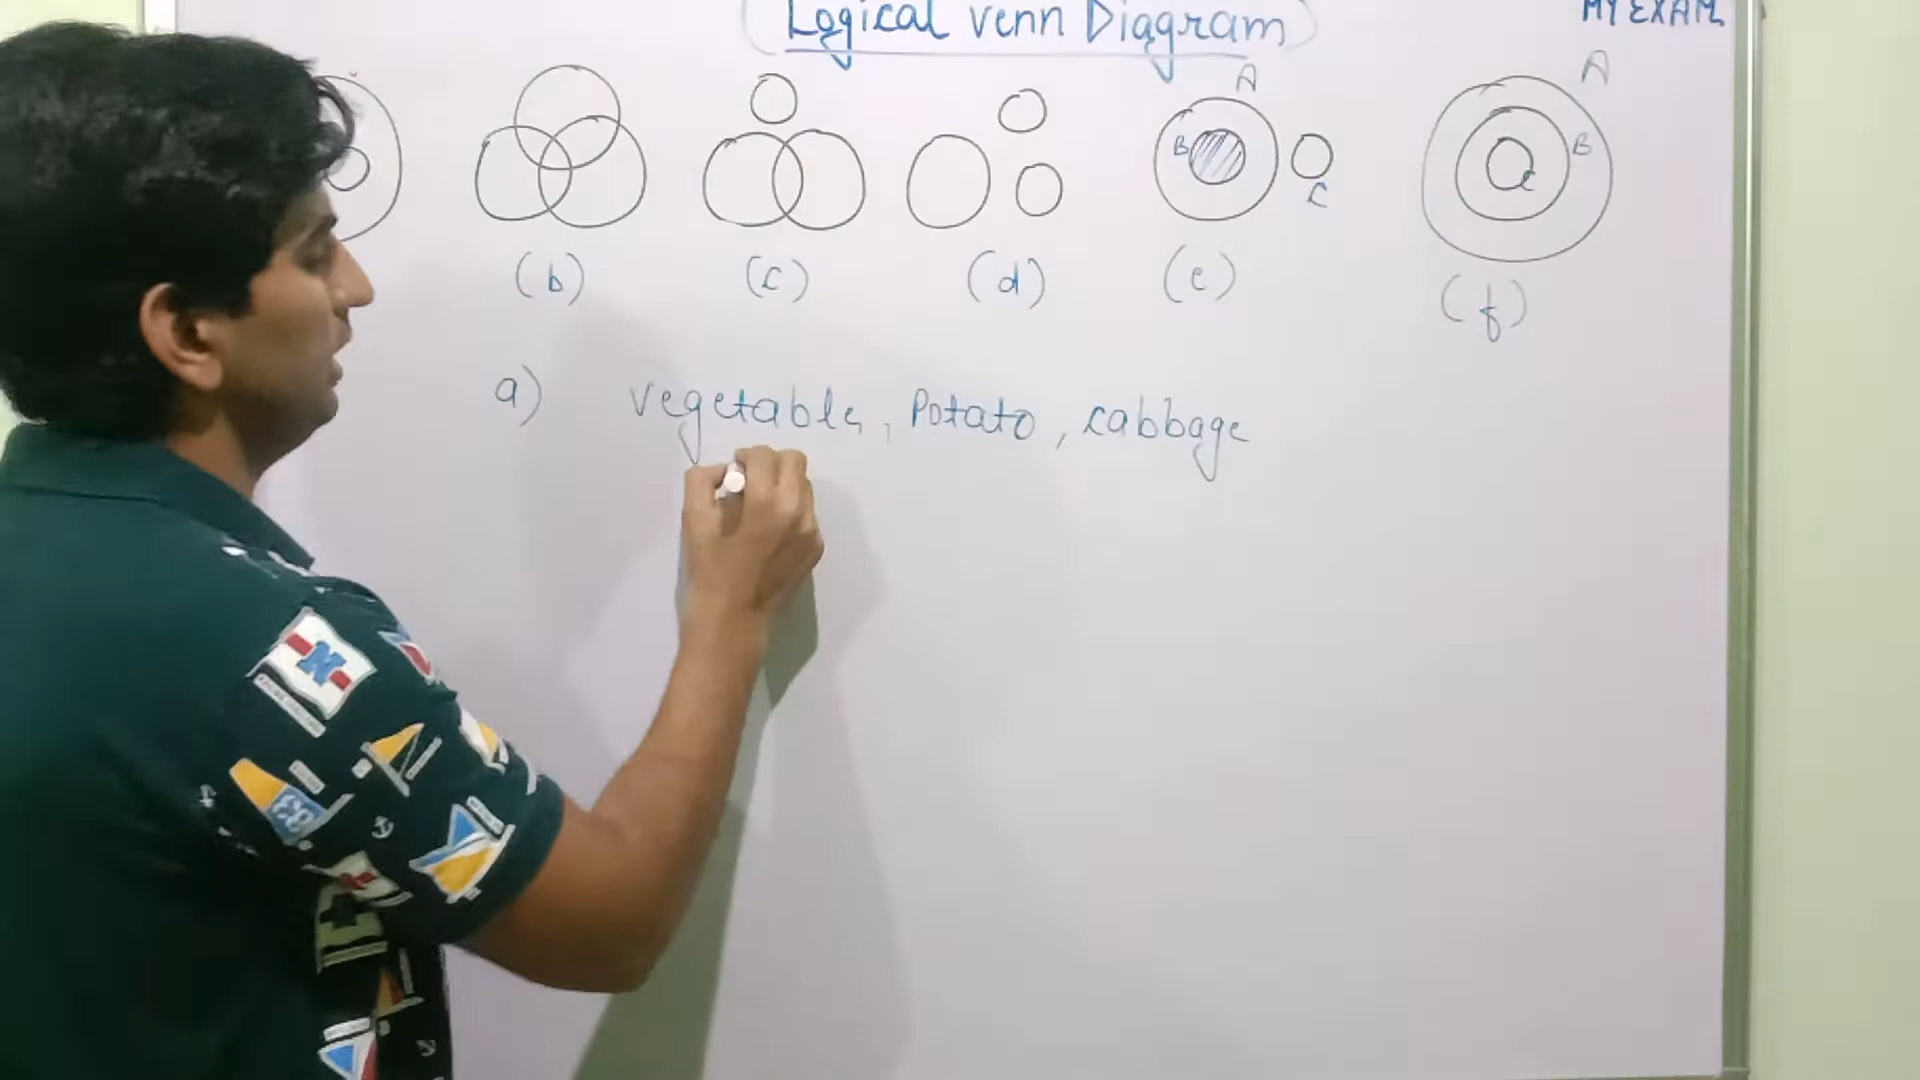 Logical Venn Diagram
MY EXAM
A
A
B
B
C
C
(b) (c) (d) (e) (f)
a) vegetable, Potato, cabbage
N